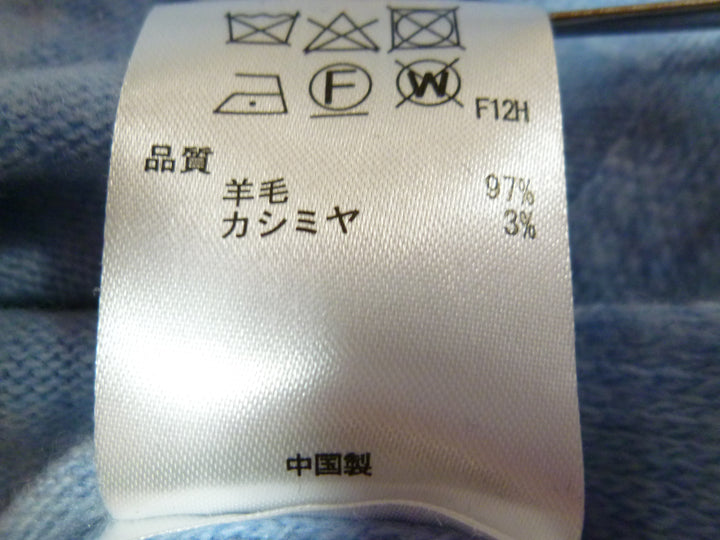 F W F12H
品質
羊毛 97%
カシミヤ 3%
中国製